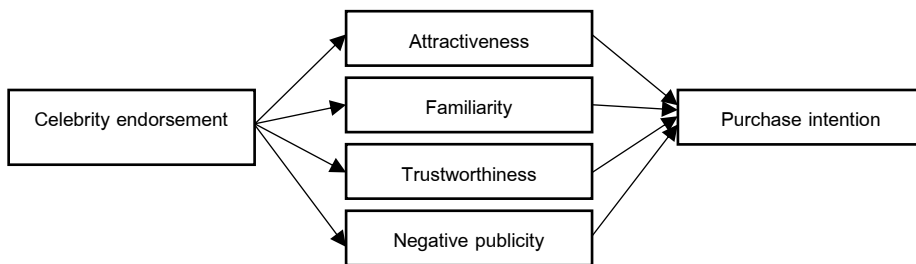 Attractiveness
Familiarity
Celebrity endorsement
Purchase intention
Trustworthiness
Negative publicity